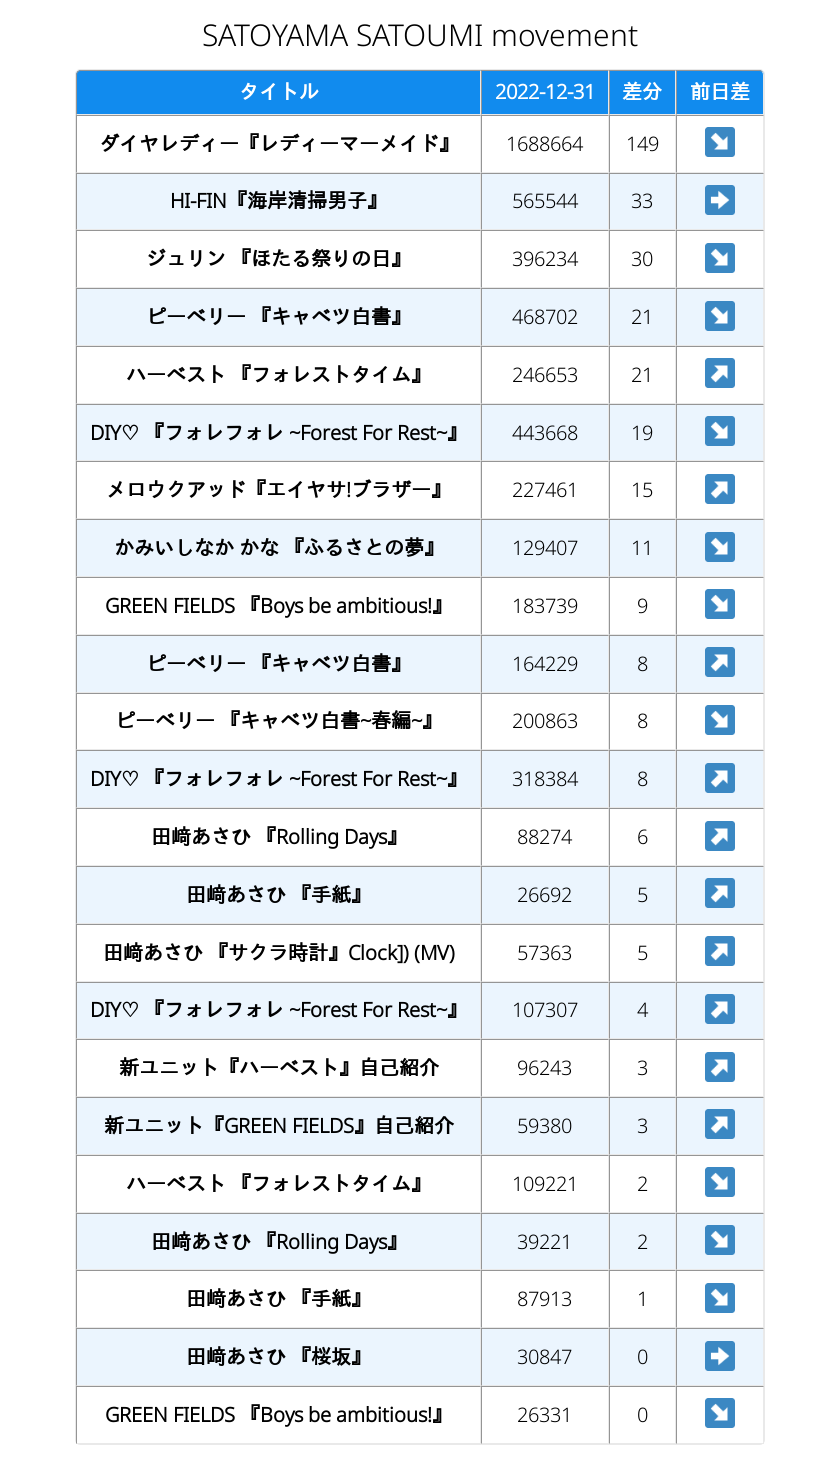 SATOYAMA SATOUMI movement
タイトル 2022-12-31 差分 前日差
ダイヤレディー『レディーマーメイド』 1688664 149 ↘
HI-FIN『海岸清掃男子』 565544 33 ➡
ジュリン 『ほたる祭りの日』 396234 30 ↘
ピーベリー 『キャベツ白書』 468702 21 ↘
ハーベスト 『フォレストタイム』 246653 21 ↗
DIY♡ 『フォレフォレ ~Forest For Rest~』 443668 19 ↘
メロウクアッド『エイヤサ!ブラザー』 227461 15 ↗
かみいしなか かな 『ふるさとの夢』 129407 11 ↘
GREEN FIELDS 『Boys be ambitious!』 183739 9 ↘
ピーベリー 『キャベツ白書』 164229 8 ↗
ピーベリー 『キャベツ白書~春編~』 200863 8 ↘
DIY♡ 『フォレフォレ ~Forest For Rest~』 318384 8 ↗
田﨑あさひ 『Rolling Days』 88274 6 ↗
田﨑あさひ 『手紙』 26692 5 ↗
田﨑あさひ 『サクラ時計』Clock]) (MV) 57363 5 ↗
DIY♡ 『フォレフォレ ~Forest For Rest~』 107307 4 ↗
新ユニット『ハーベスト』自己紹介 96243 3 ↗
新ユニット『GREEN FIELDS』自己紹介 59380 3 ↗
ハーベスト 『フォレストタイム』 109221 2 ↘
田﨑あさひ 『Rolling Days』 39221 2 ↘
田﨑あさひ 『手紙』 87913 1 ↘
田﨑あさひ 『桜坂』 30847 0 ➡
GREEN FIELDS 『Boys be ambitious!』 26331 0 ↘